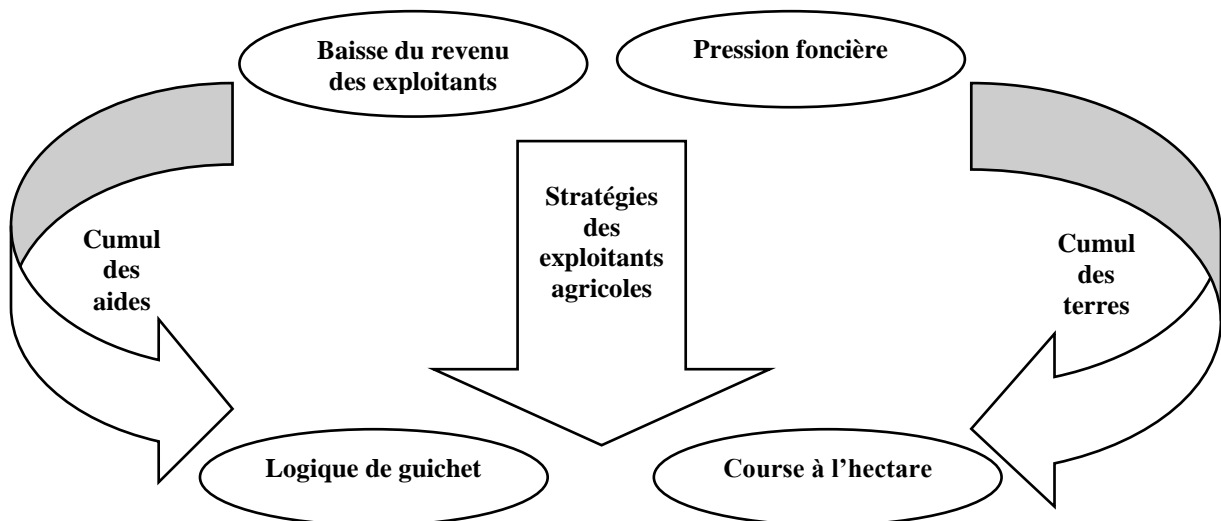 Baisse du revenu
des exploitants
Pression foncière
Stratégies
des
exploitants
agricoles
Cumul
des
aides
Cumul
des
terres
Logique de guichet
Course à l’hectare